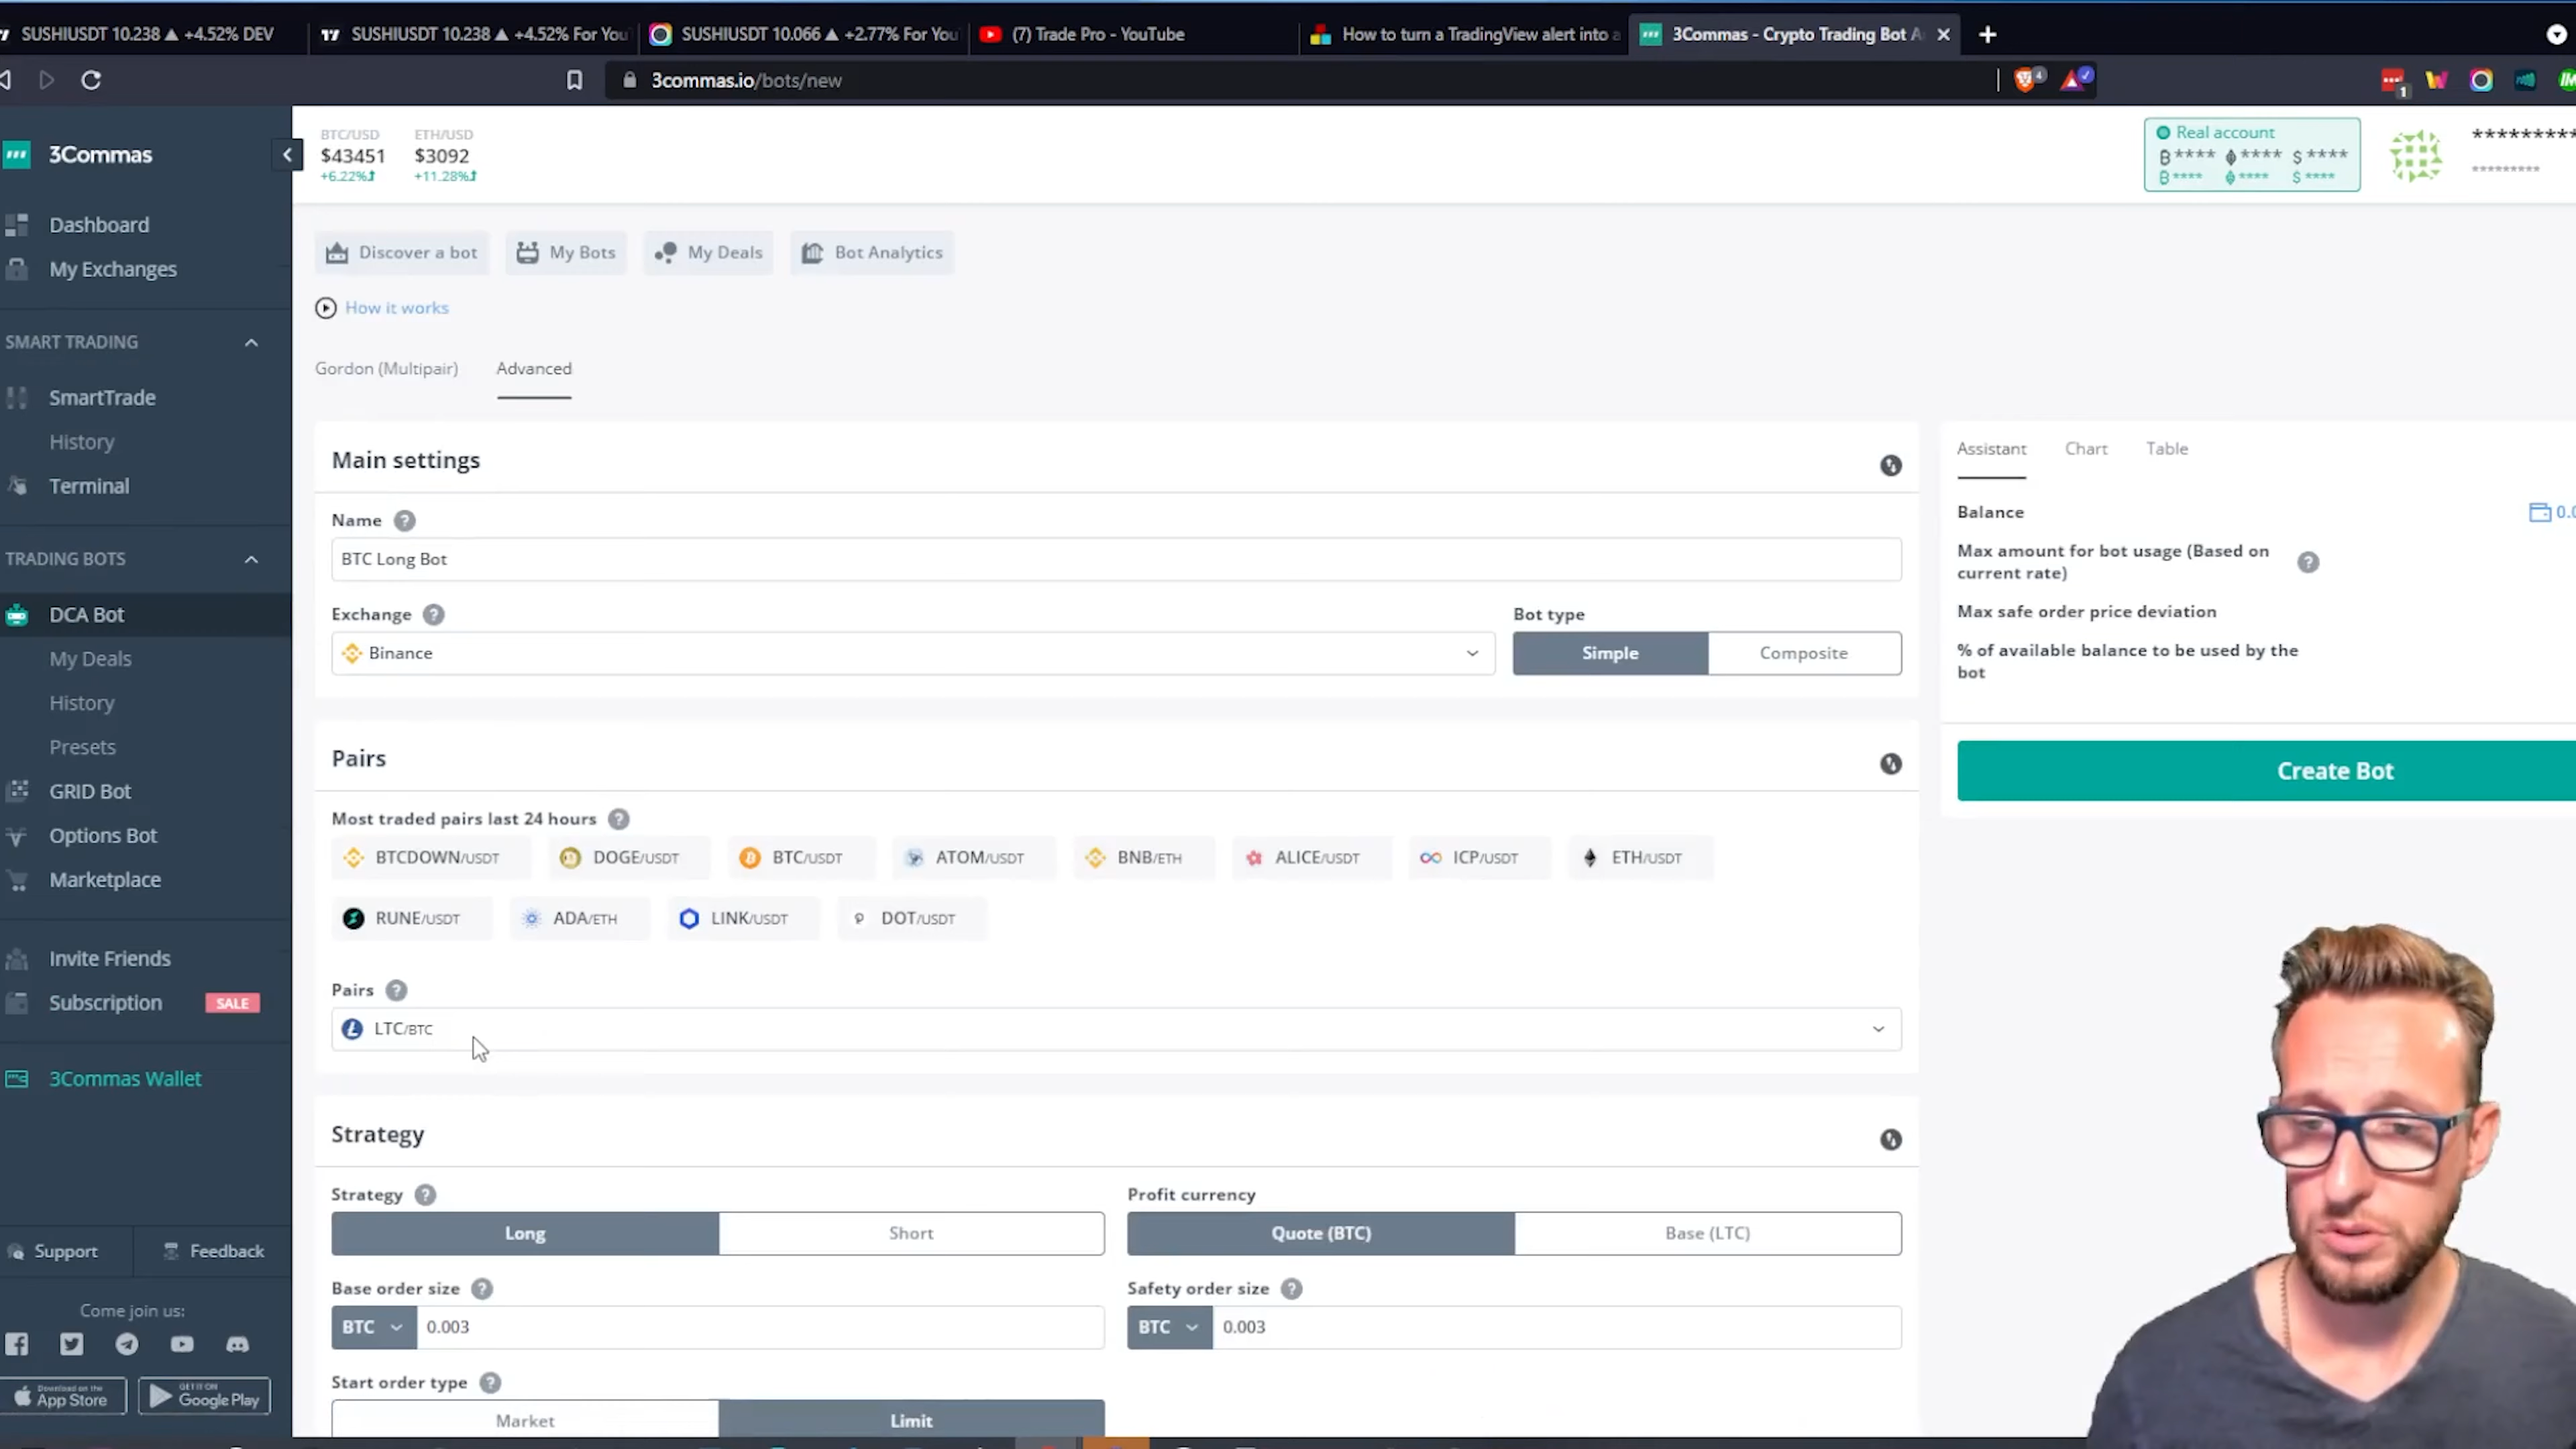 SUSHIUSDT 10.238 ▲ +4.52% DEV
SUSHIUSDT 10.238 ▲ +4.52% For You
SUSHIUSDT 10.066 ▲ +2.77% For You
(7) Trade Pro - YouTube
How to turn a TradingView alert into a
3Commas - Crypto Trading Bot A
3commas.io/bots/new
4
1
3Commas
BTC/USD
$43451
+6.22%
ETH/USD
$3092
+11.28%
Real account
**** **** $ ****
**** **** $ ****
*********
*********
Dashboard
My Exchanges
SMART TRADING
SmartTrade
History
Terminal
TRADING BOTS
DCA Bot
My Deals
History
Presets
GRID Bot
Options Bot
Marketplace
Invite Friends
Subscription SALE
3Commas Wallet
Support
Feedback
Come join us:
Download on the
App Store
GET IT ON
Google Play
Discover a bot
My Bots
My Deals
Bot Analytics
How it works
Gordon (Multipair)
Advanced
Main settings
Name ?
BTC Long Bot
Exchange ?
Binance
Bot type
Simple
Composite
Pairs
Most traded pairs last 24 hours ?
BTCDOWN/USDT
DOGE/USDT
BTC/USDT
ATOM/USDT
BNB/ETH
ALICE/USDT
ICP/USDT
ETH/USDT
RUNE/USDT
ADA/ETH
LINK/USDT
DOT/USDT
Pairs ?
LTC/BTC
Strategy
Strategy ?
Long
Short
Profit currency
Quote (BTC)
Base (LTC)
Base order size ?
BTC 0.003
Safety order size ?
BTC 0.003
Start order type ?
Market
Limit
Assistant
Chart
Table
Balance
Max amount for bot usage (Based on
current rate) ?
Max safe order price deviation
% of available balance to be used by the
bot
Create Bot